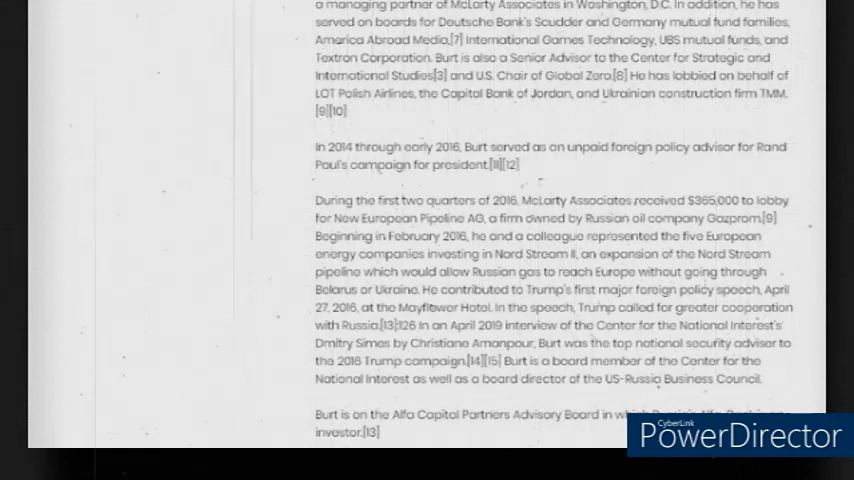 a managing partner of McLarty Associates in Washington, D.C. In addition, he has
served on boards for Deutsche Bank's Scudder and Germany mutual fund families,
America Abroad Media,[7] International Games Technology, UBS mutual funds, and
Textron Corporation. Burt is also a Senior Advisor to the Center for Strategic and
International Studies[3] and U.S. Chair of Global Zero.[8] He has lobbied on behalf of
LOT Polish Airlines, the Capital Bank of Jordan, and Ukrainian construction firm TMM.
[9][10]
In 2014 through early 2016, Burt served as an unpaid foreign policy advisor for Rand
Paul's campaign for president.[11][12]
During the first two quarters of 2016, McLarty Associates received $365,000 to lobby
for New European Pipeline AG, a firm owned by Russian oil company Gazprom.[9]
Beginning in February 2016, he and a colleague represented the five European
energy companies investing in Nord Stream II, an expansion of the Nord Stream
pipeline which would allow Russian gas to reach Europe without going through
Belarus or Ukraine. He contributed to Trump's first major foreign policy speech, April
27, 2016, at the Mayflower Hotel. In the speech, Trump called for greater cooperation
with Russia.[13]:126 In an April 2019 interview of the Center for the National Interest's
Dmitry Simes by Christiane Amanpour, Burt was the top national security adviser to
the 2016 Trump campaign.[14][15] Burt is a board member of the Center for the
National Interest as well as a board director of the US-Russia Business Council.
Burt is on the Alfa Capital Partners Advisory Board in
investor.[13]
CyberLink
PowerDirector